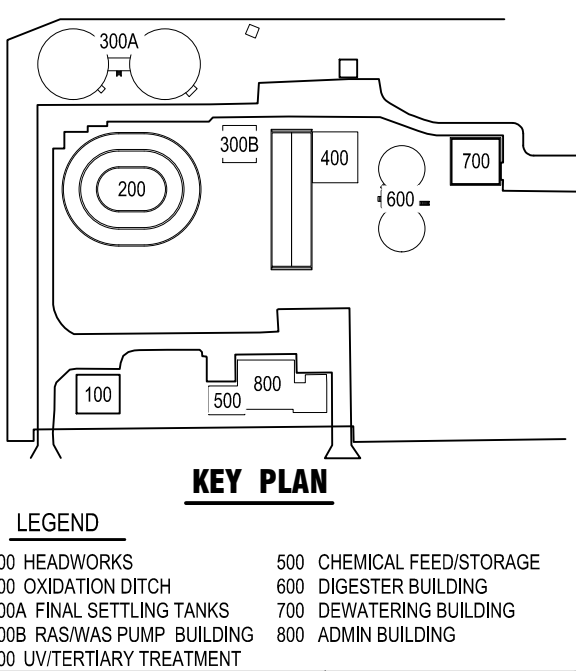 300A
300B
400
700
200
600
100
800
500
KEY PLAN
LEGEND
00 HEADWORKS
00 OXIDATION DITCH
00A FINAL SETTLING TANKS
00B RAS/WAS PUMP BUILDING
00 UV/TERTIARY TREATMENT
500 CHEMICAL FEED/STORAGE
600 DIGESTER BUILDING
700 DEWATERING BUILDING
800 ADMIN BUILDING